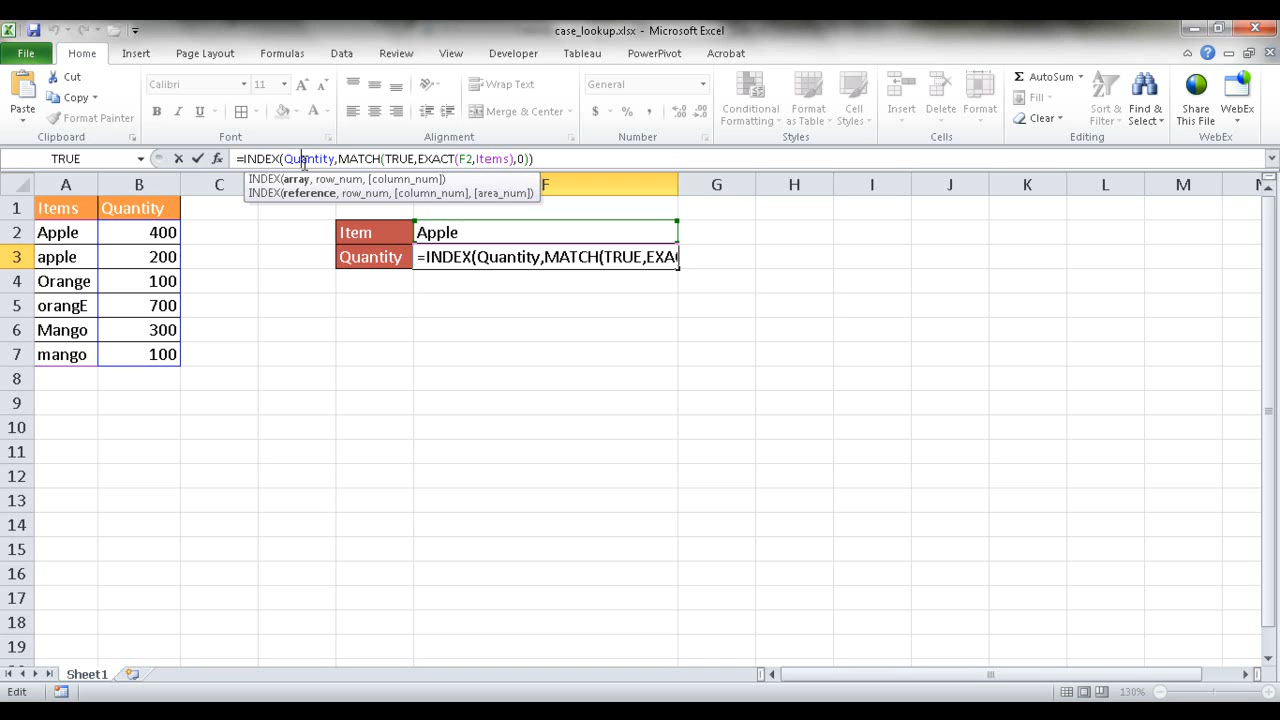 Case_lookup.xlsx - Microsoft Excel
File Home Insert Page Layout Formulas Data Review View Developer Tableau PowerPivot Acrobat
Paste Cut Copy Format Painter
Calibri 11
Wrap Text
Merge & Center
General
Conditional Formatting
Format as Table
Cell Styles
Insert Delete Format
AutoSum
Fill
Clear
Sort & Filter
Find & Select
Share This File
WebEx
Clipboard Font Alignment Number Styles Cells Editing WebEx
TRUE fx =INDEX(Quantity,MATCH(TRUE,EXACT(F2,Items),0))
INDEX(array, row_num, [column_num])
INDEX(reference, row_num, [column_num], [area_num])
A B C F G H I J K L M
1 Items Quantity
2 Apple 400 Item Apple
3 apple 200 Quantity =INDEX(Quantity,MATCH(TRUE,EXAC
4 Orange 100
5 orangE 700
6 Mango 300
7 mango 100
8
9
10
11
12
13
14
15
16
17
18
19
Sheet1
Edit 130%